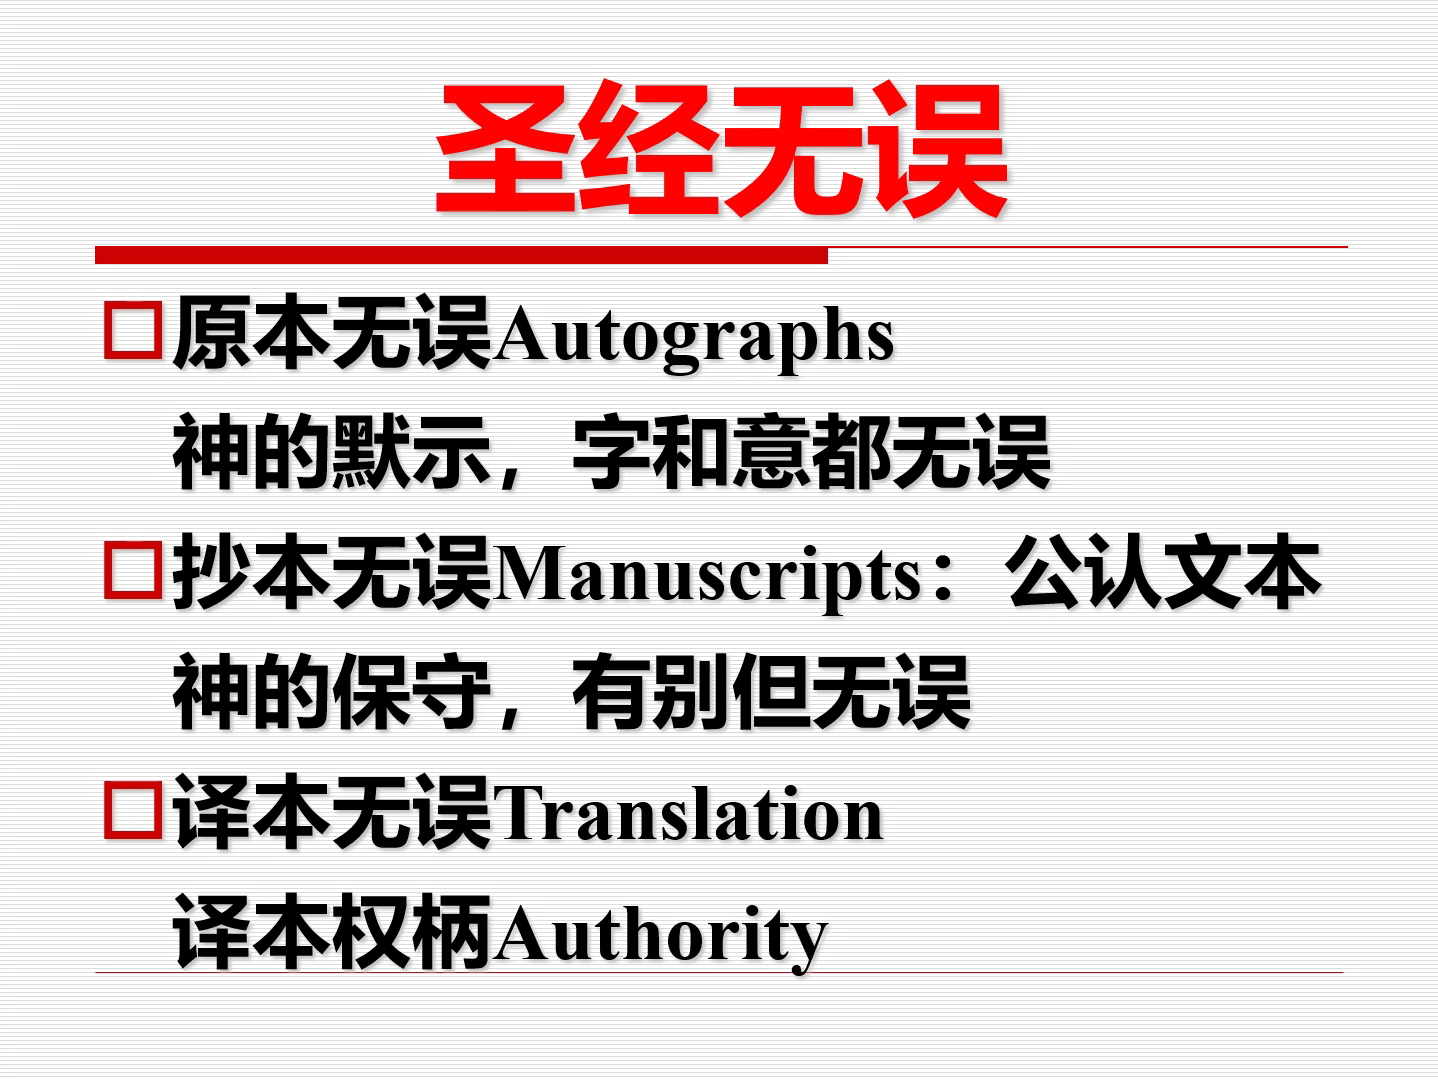 圣经无误
原本无误Autographs
神的默示，字和意都无误
抄本无误Manuscripts：公认文本
神的保守，有别但无误
译本无误Translation
译本权柄Authority